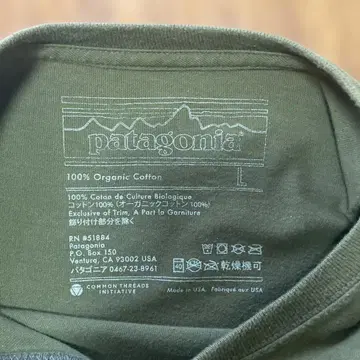 patagonia®
L
100% Organic Cotton
100% Coton de Culture Biologique
コットン100% (オーガニックコットン100%)
Exclusive of Trim, A Part la Garniture
飾り付け部分を除く
RN #51884
Patagonia
P.O. Box 150
Ventura, CA 93002 USA
パタゴニア 0467-23-8961
40
乾燥機可
COMMON THREADS
INITIATIVE
Made in USA. Fabriqué aux USA.